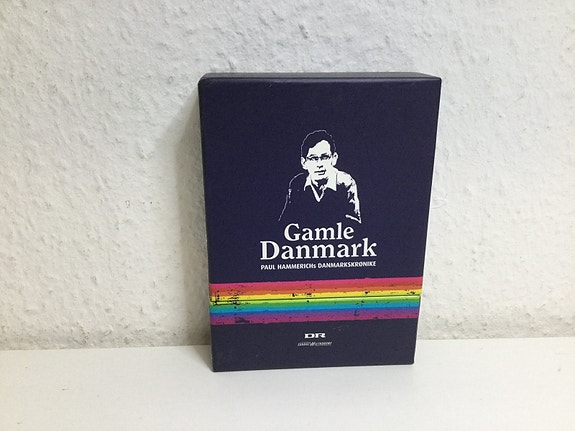 Gamle
Danmark
PAUL HAMMERICHs DANMARKSKRØNIKE
DR